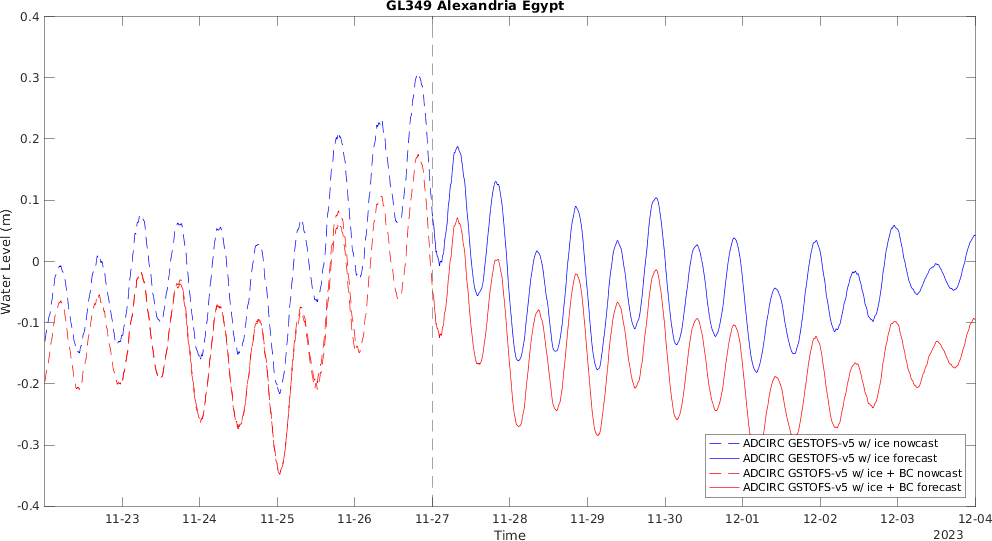 GL349 Alexandria Egypt
0.4
0.3
0.2
0.1
0
-0.1
-0.2
-0.3
-0.4
Water Level (m)
ADCIRC GESTOFS-v5 w/ ice nowcast
ADCIRC GESTOFS-v5 w/ ice forecast
ADCIRC GSTOFS-v5 w/ ice + BC nowcast
ADCIRC GSTOFS-v5 w/ ice + BC forecast
11-23 11-24 11-25 11-26 11-27 11-28 11-29 11-30 12-01 12-02 12-03 12-04
Time
2023